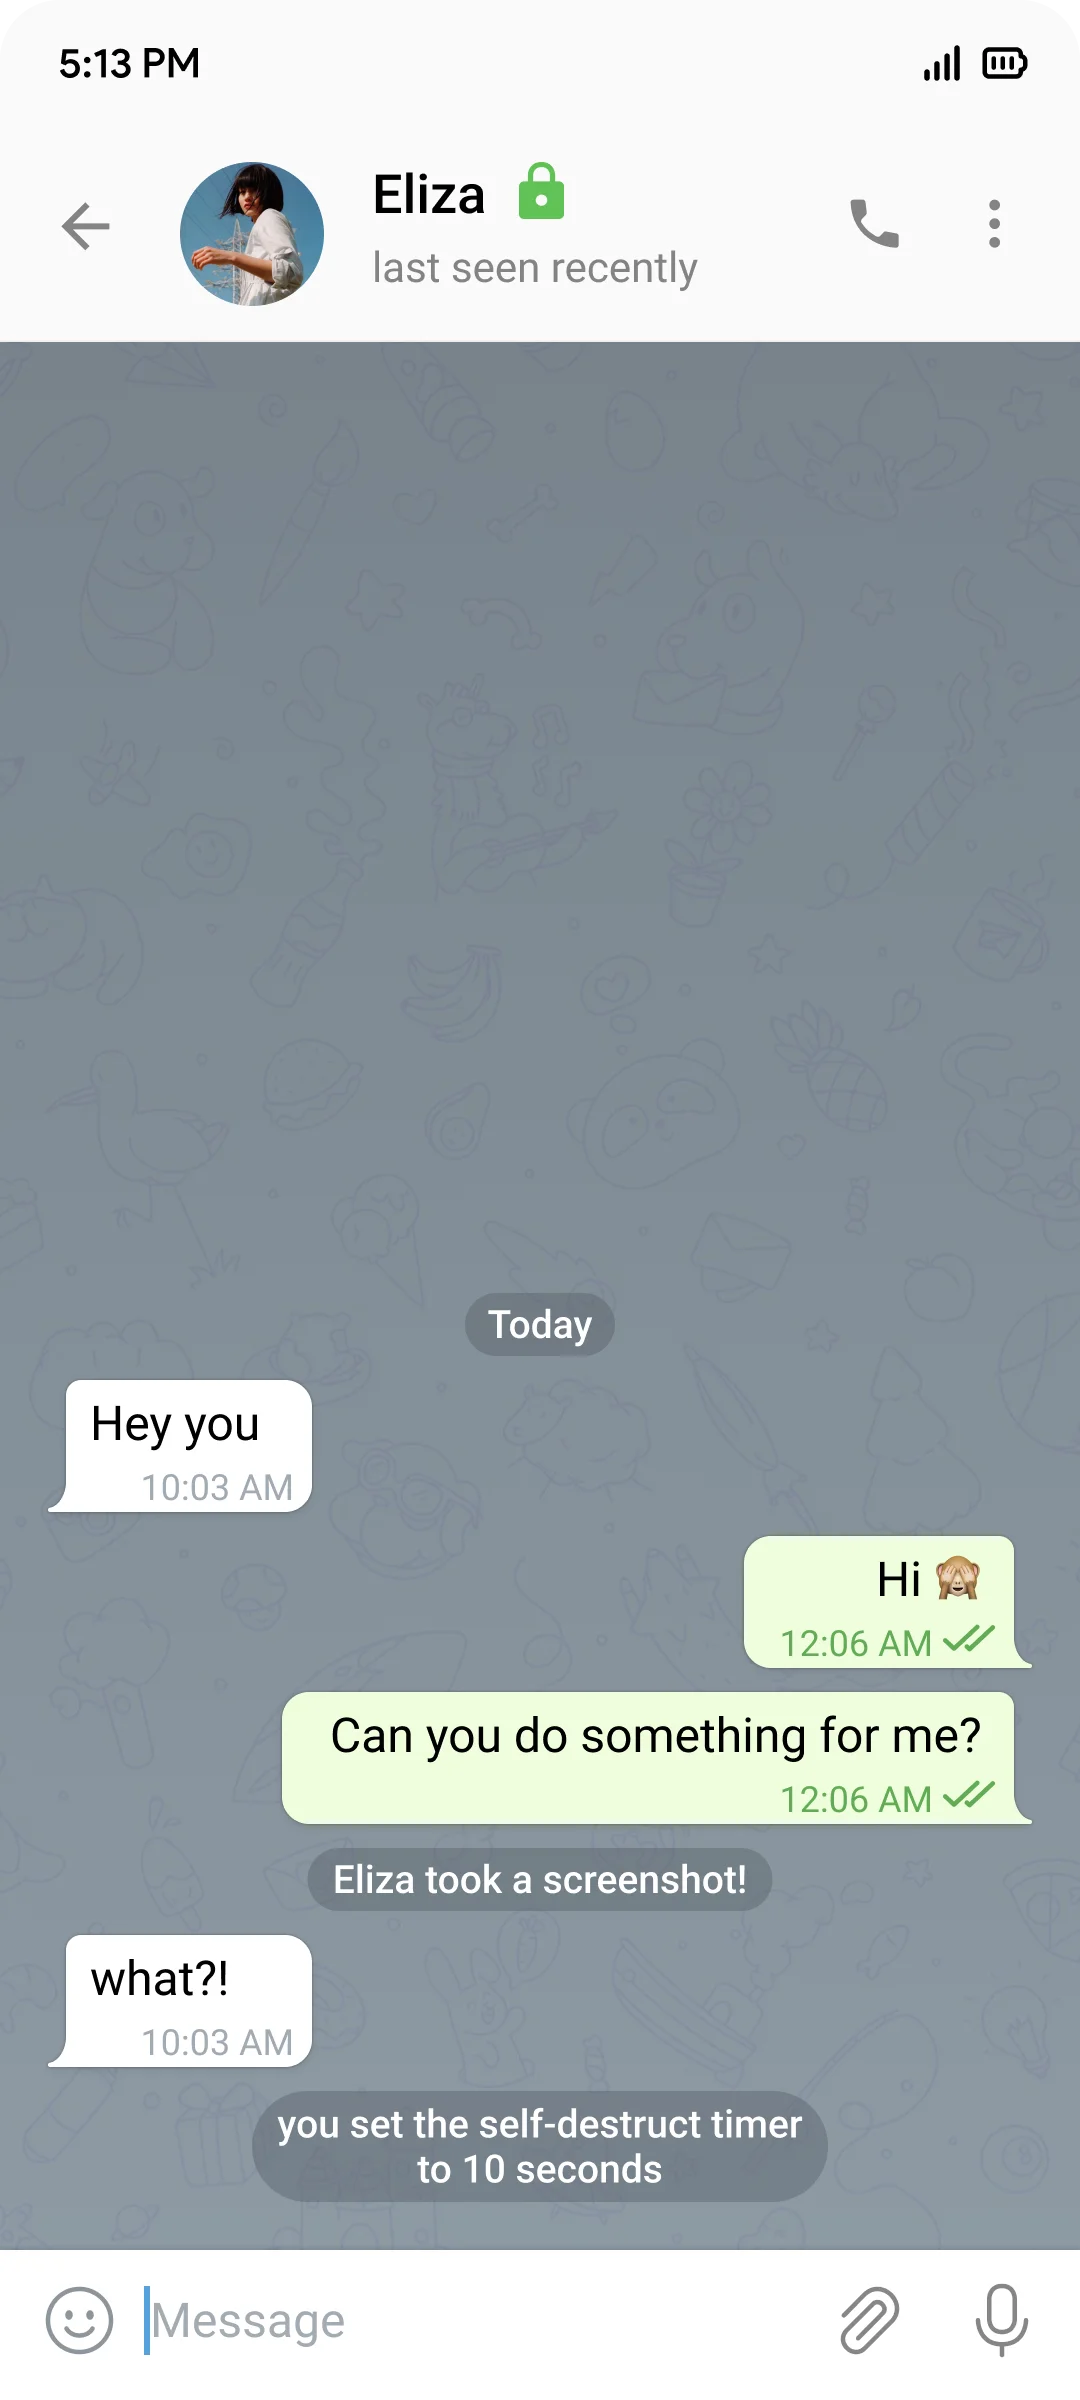 5:13 PM
Eliza
last seen recently
Today
Hey you
10:03 AM
Hi 🙈
12:06 AM
Can you do something for me?
12:06 AM
Eliza took a screenshot!
what?!
10:03 AM
you set the self-destruct timer
to 10 seconds
Message